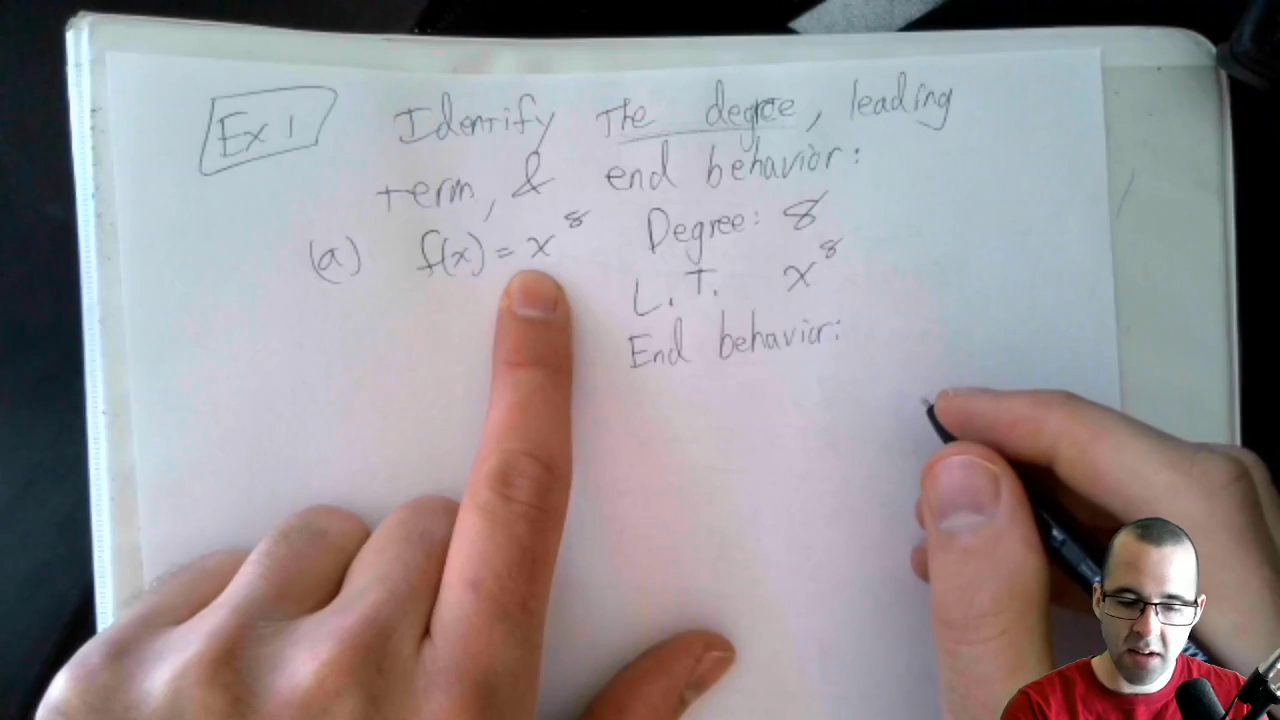 Ex 1 Identify the degree, leading
term, & end behavior:
(a) f(x) = x^8 Degree: 8
L.T. x^8
End behavior: